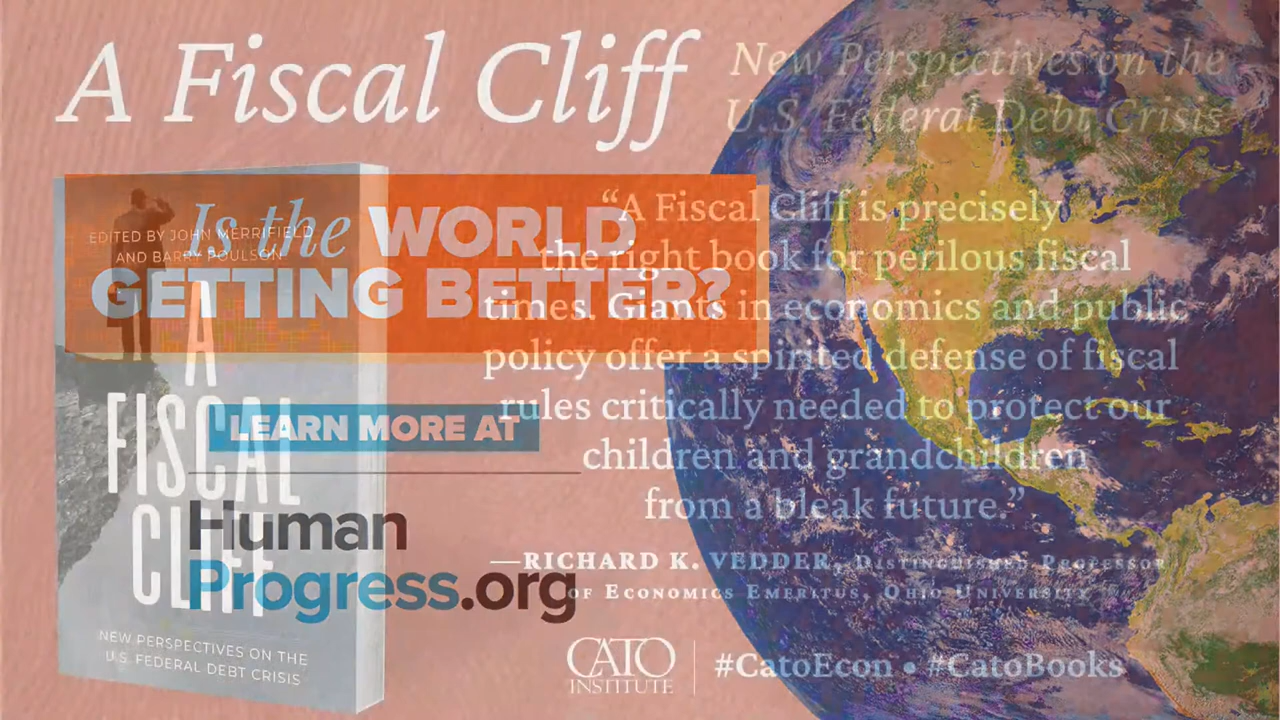 A Fiscal Cliff
New Perspectives on the
U.S. Federal Debt Crisis
EDITED BY JOHN MERRIFIELD
AND BARRY POULSON
A
FISCAL
CLIFF
NEW PERSPECTIVES ON THE
U.S. FEDERAL DEBT CRISIS
Is the WORLD
GETTING BETTER?
LEARN MORE AT
Human
Progress.org
“A Fiscal Cliff is precisely
the right book for perilous fiscal
times. Giants in economics and public
policy offer a spirited defense of fiscal
rules critically needed to protect our
children and grandchildren
from a bleak future.”
—RICHARD K. VEDDER, DISTINGUISHED PROFESSOR
OF ECONOMICS EMERITUS, OHIO UNIVERSITY
CATO
INSTITUTE
#CatoEcon • #CatoBooks